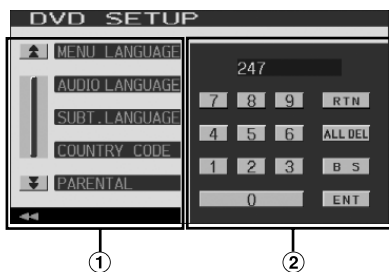 DVD SETUP
MENU LANGUAGE
AUDIO LANGUAGE
SUBT.LANGUAGE
COUNTRY CODE
PARENTAL
247
7 8 9 RTN
4 5 6 ALL DEL
1 2 3 B S
0 ENT
1 2